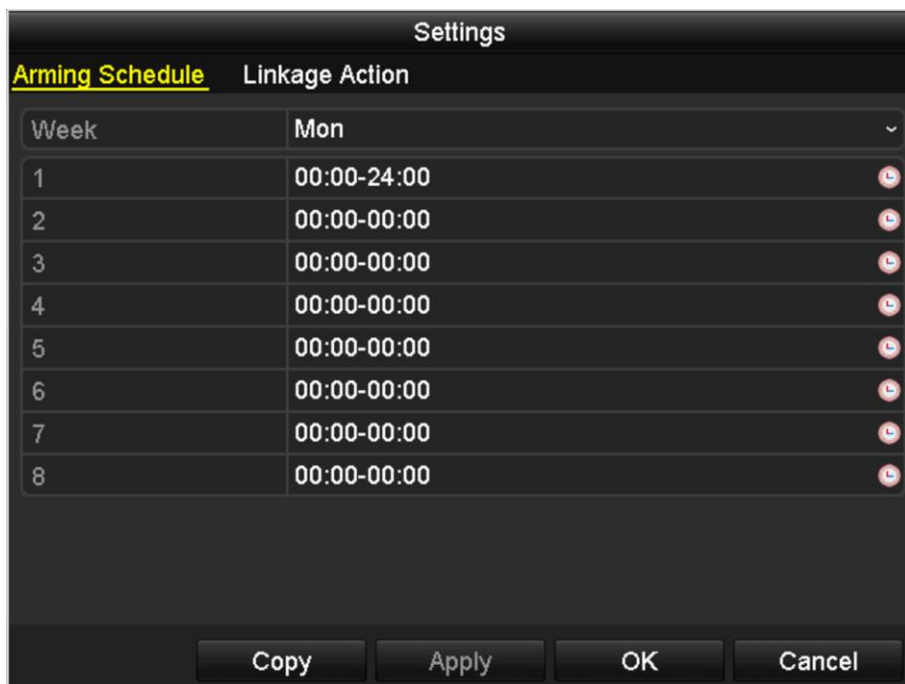 Settings
Arming Schedule Linkage Action
Week Mon
1 00:00-24:00
2 00:00-00:00
3 00:00-00:00
4 00:00-00:00
5 00:00-00:00
6 00:00-00:00
7 00:00-00:00
8 00:00-00:00
Copy Apply OK Cancel